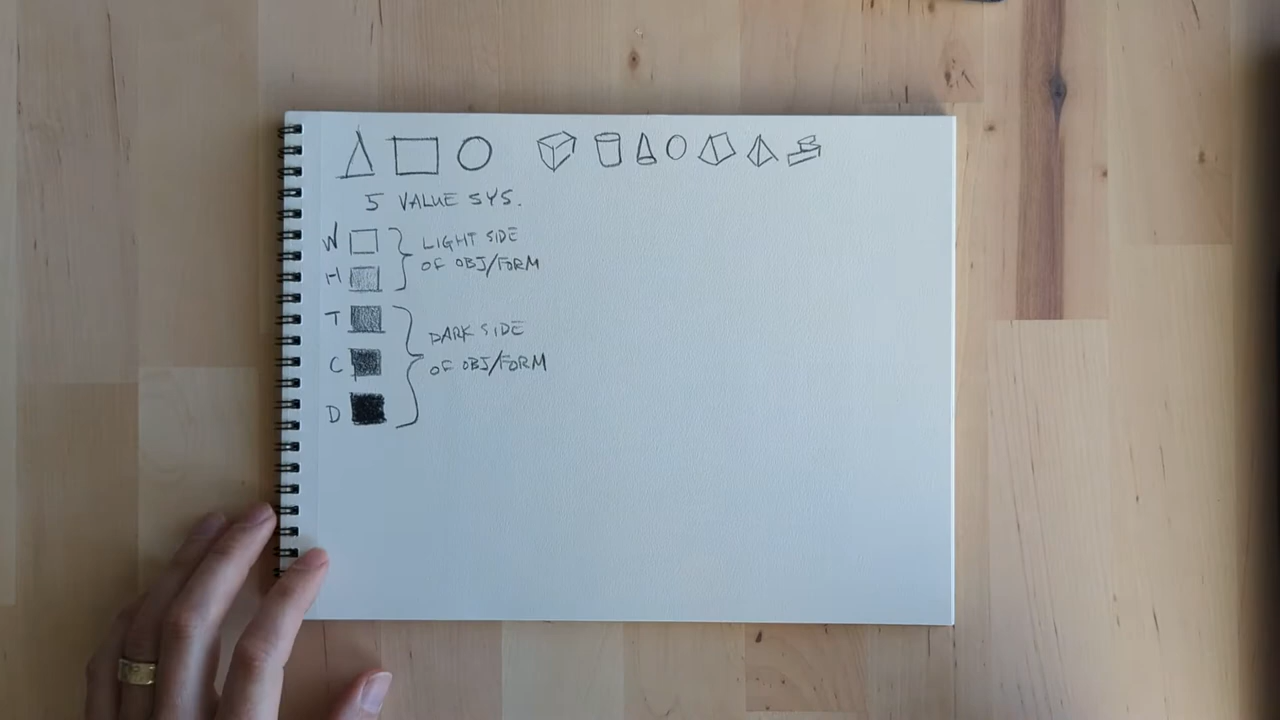 5 VALUE SYS.
W
LIGHT SIDE
OF OBJ/FORM
H
T
DARK SIDE
OF OBJ/FORM
C
D